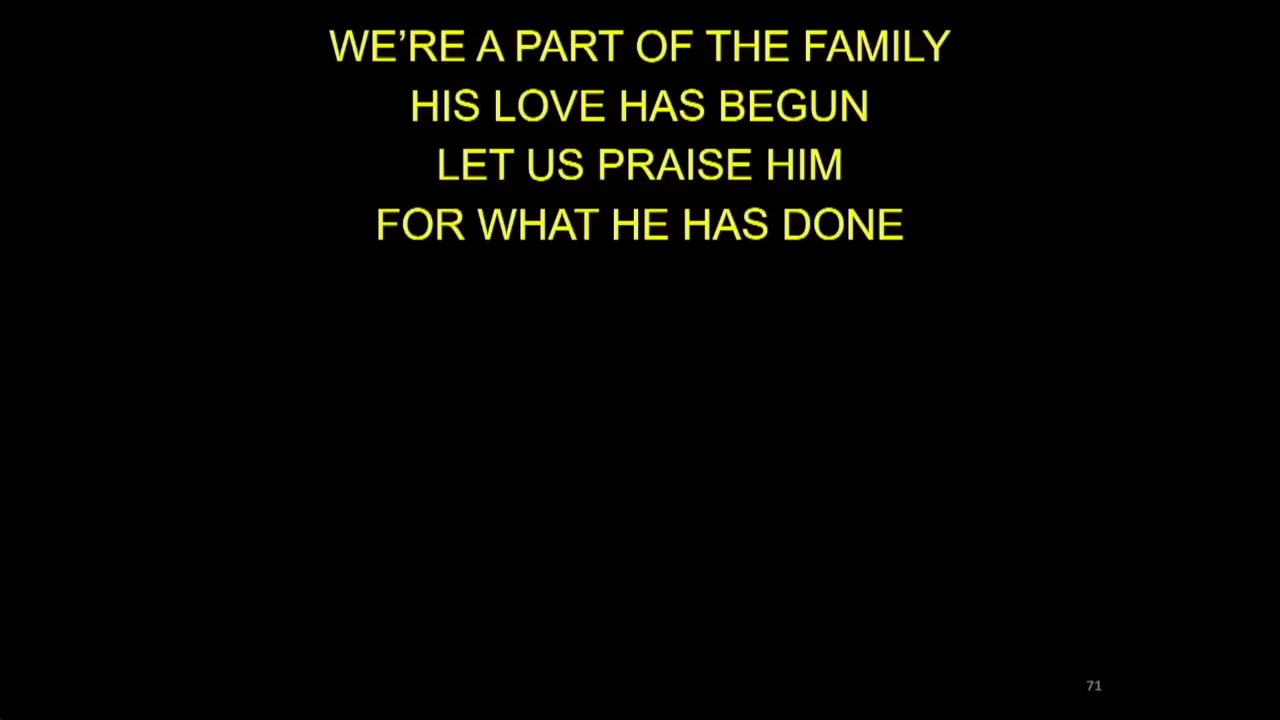 WE’RE A PART OF THE FAMILY
HIS LOVE HAS BEGUN
LET US PRAISE HIM
FOR WHAT HE HAS DONE
71